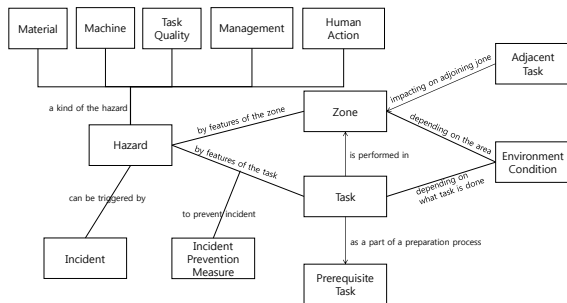 Material
Machine
Task
Quality
Management
Human
Action
a kind of the hazard
Hazard
by features of the zone
by features of the task
Zone
impacting on adjoining jone
Adjacent
Task
depending on the area
is performed in
Environment
Condition
depending on
what task is done
Task
can be triggered by
to prevent incident
as a part of a preparation process
Incident
Incident
Prevention
Measure
Prerequisite
Task